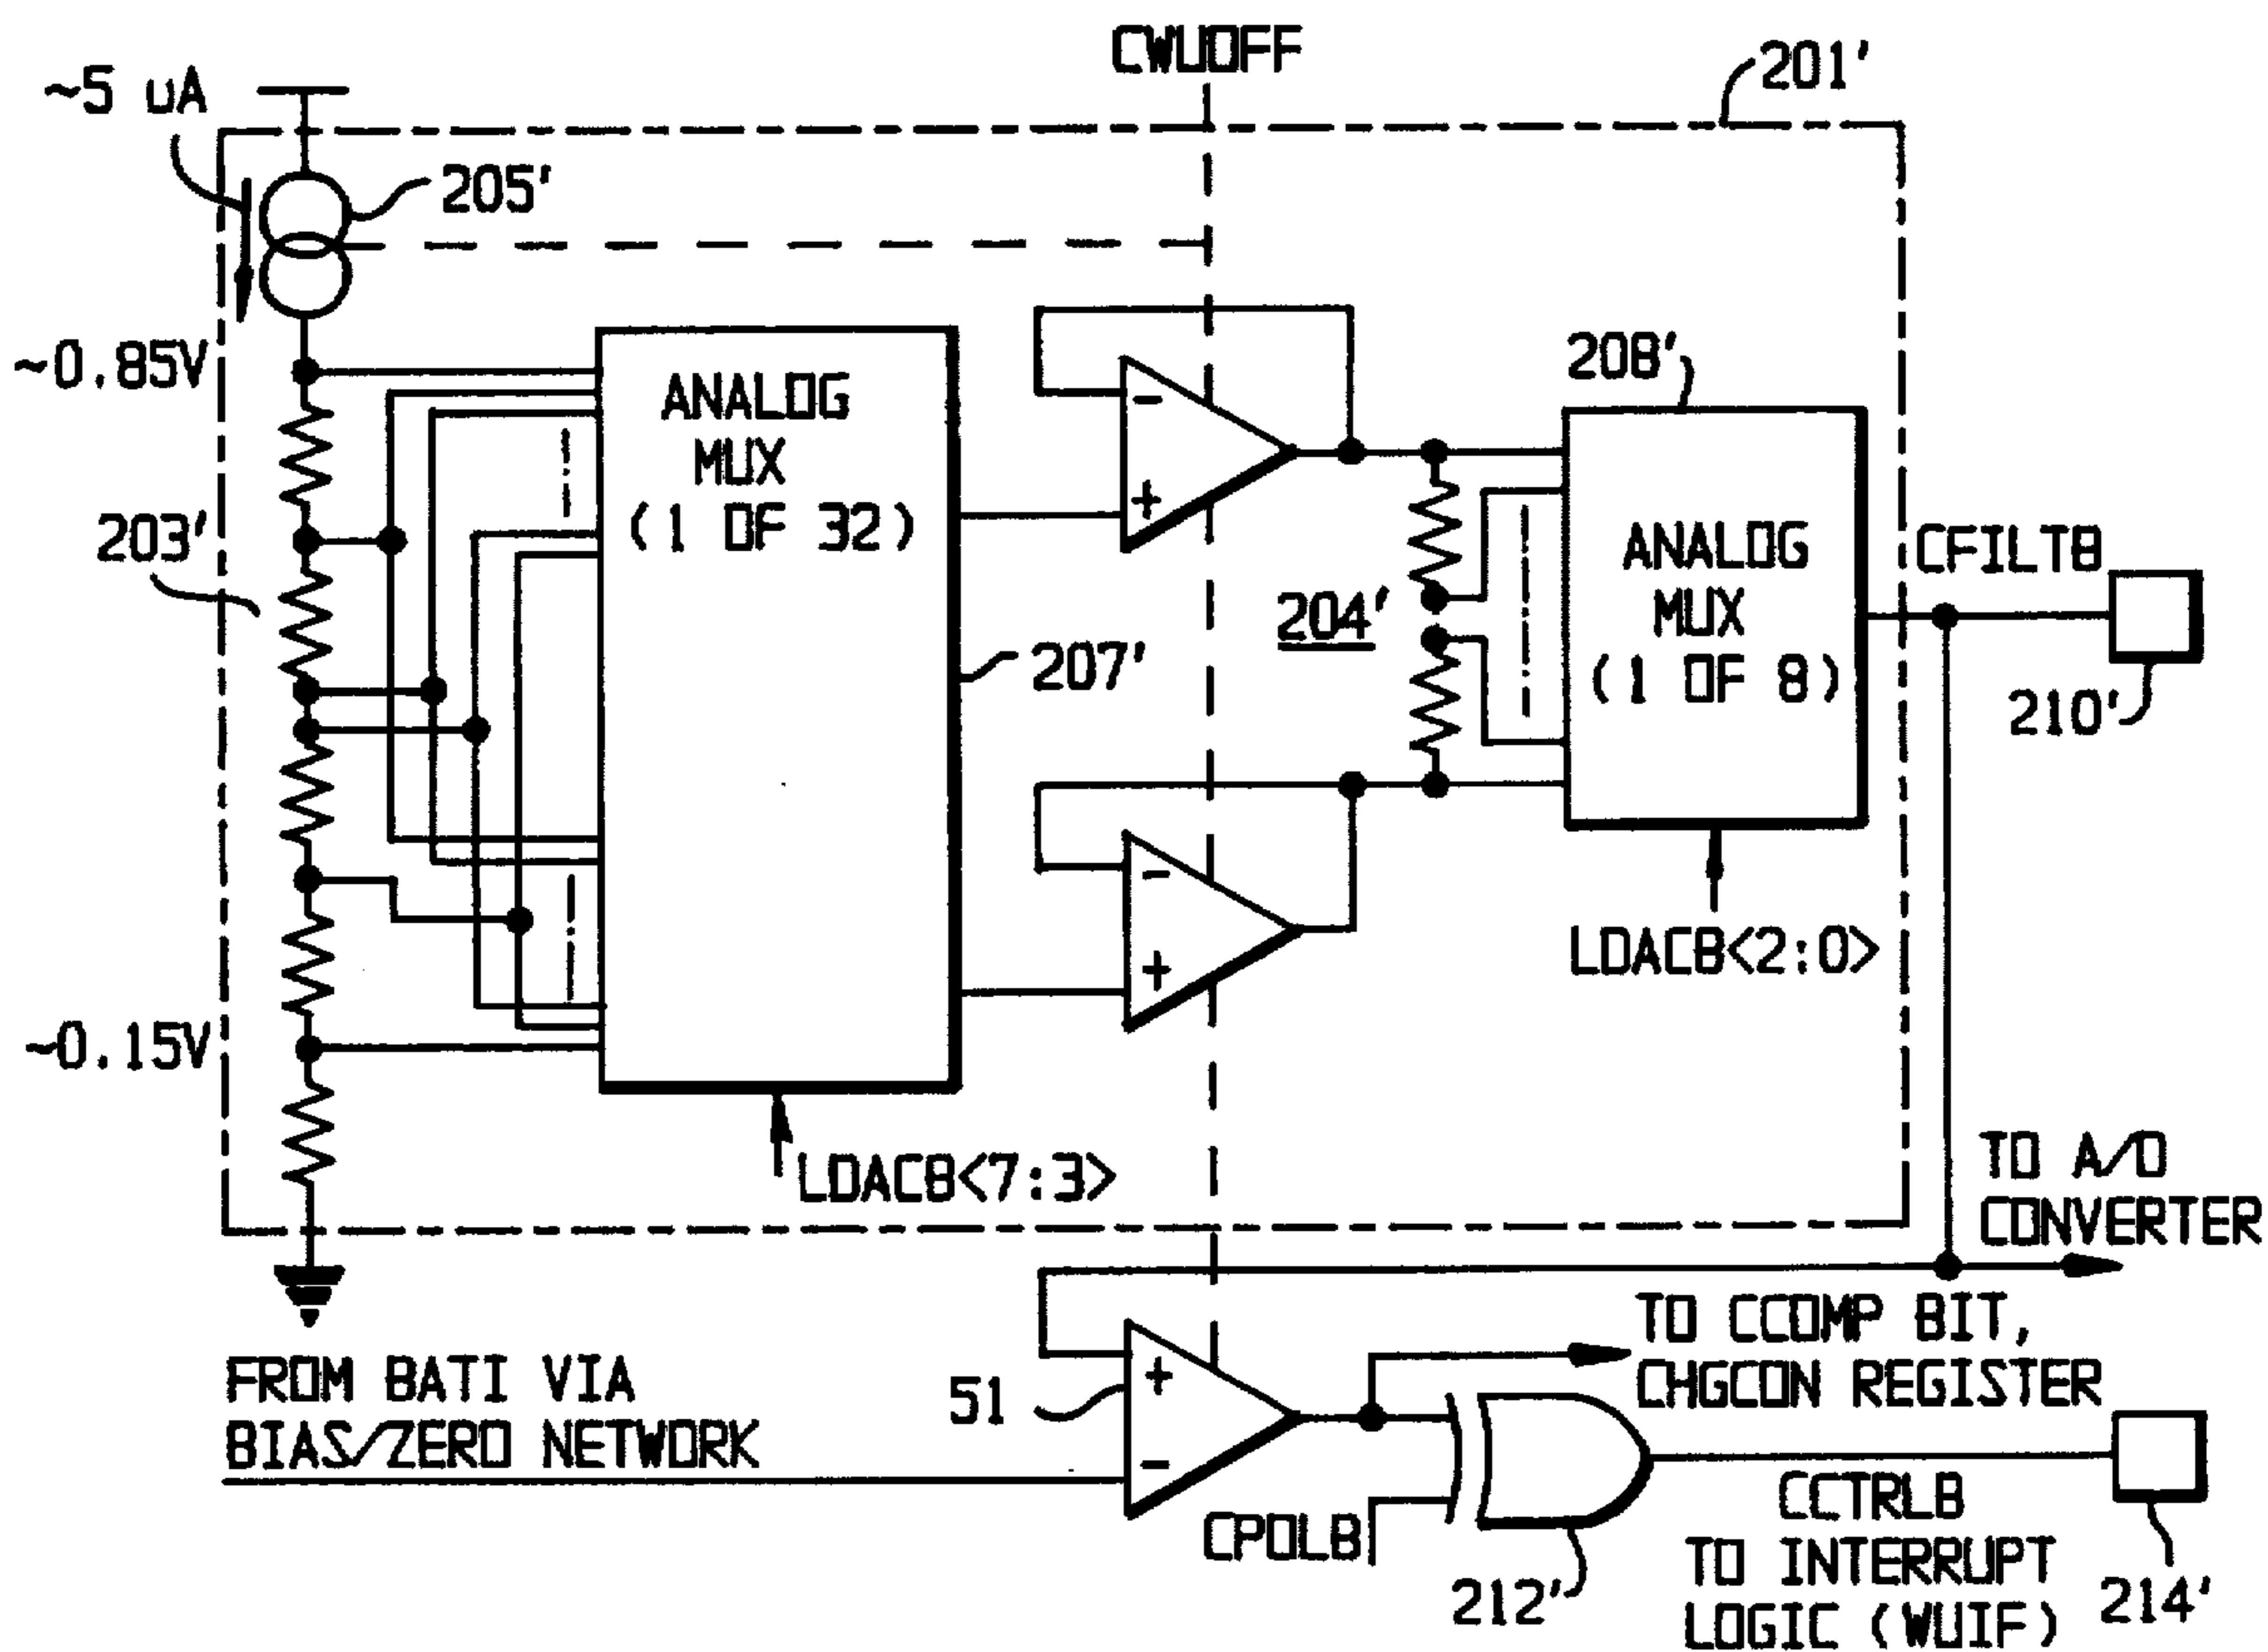 CWUOFF
201'
~5 uA
205'
~0.85V
208'
ANALOG
MUX
(1 OF 32)
203'
ANALOG
MUX
(1 OF 8)
CFILTB
204'
207'
210'
LDACB<2:0>
~0.15V
LDACB<7:3>
TO A/D
CONVERTER
TO CCOMP BIT,
CHGCON REGISTER
FROM BATI VIA
BIAS/ZERO NETWORK
51
CPOLB
CCTRLB
TO INTERRUPT
LOGIC (WUIF)
212'
214'
- + - + + -